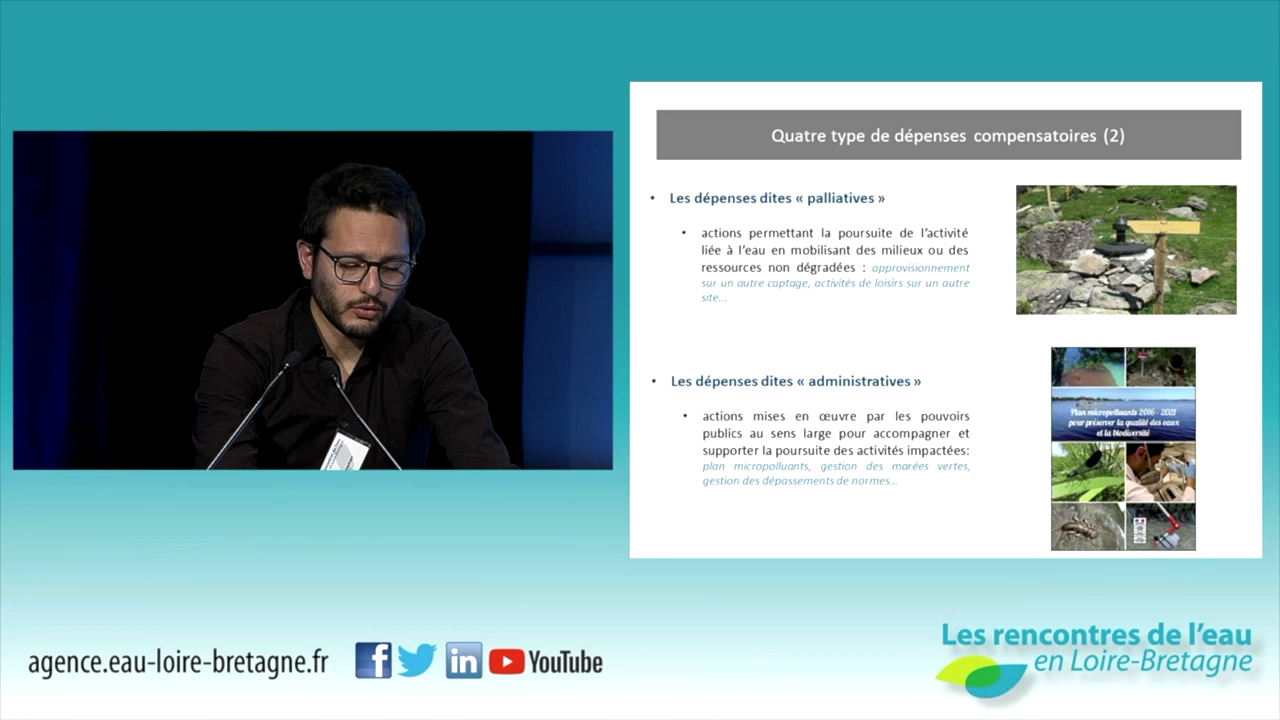 Quatre type de dépenses compensatoires (2)
• Les dépenses dites « palliatives »
• actions permettant la poursuite de l'activité
liée à l'eau en mobilisant des milieux ou des
ressources non dégradées : approvisionnement
sur un autre captage, activités de loisirs sur un autre
site...
• Les dépenses dites « administratives »
• actions mises en œuvre par les pouvoirs
publics au sens large pour accompagner et
supporter la poursuite des activités impactées:
plan micropolluants, gestion des marées vertes,
gestion des dépassements de normes...
Plan micropolluants 2016 - 2021
pour préserver la qualité des eaux
et la biodiversité
agence.eau-loire-bretagne.fr
YouTube
Les rencontres de l'eau
en Loire-Bretagne